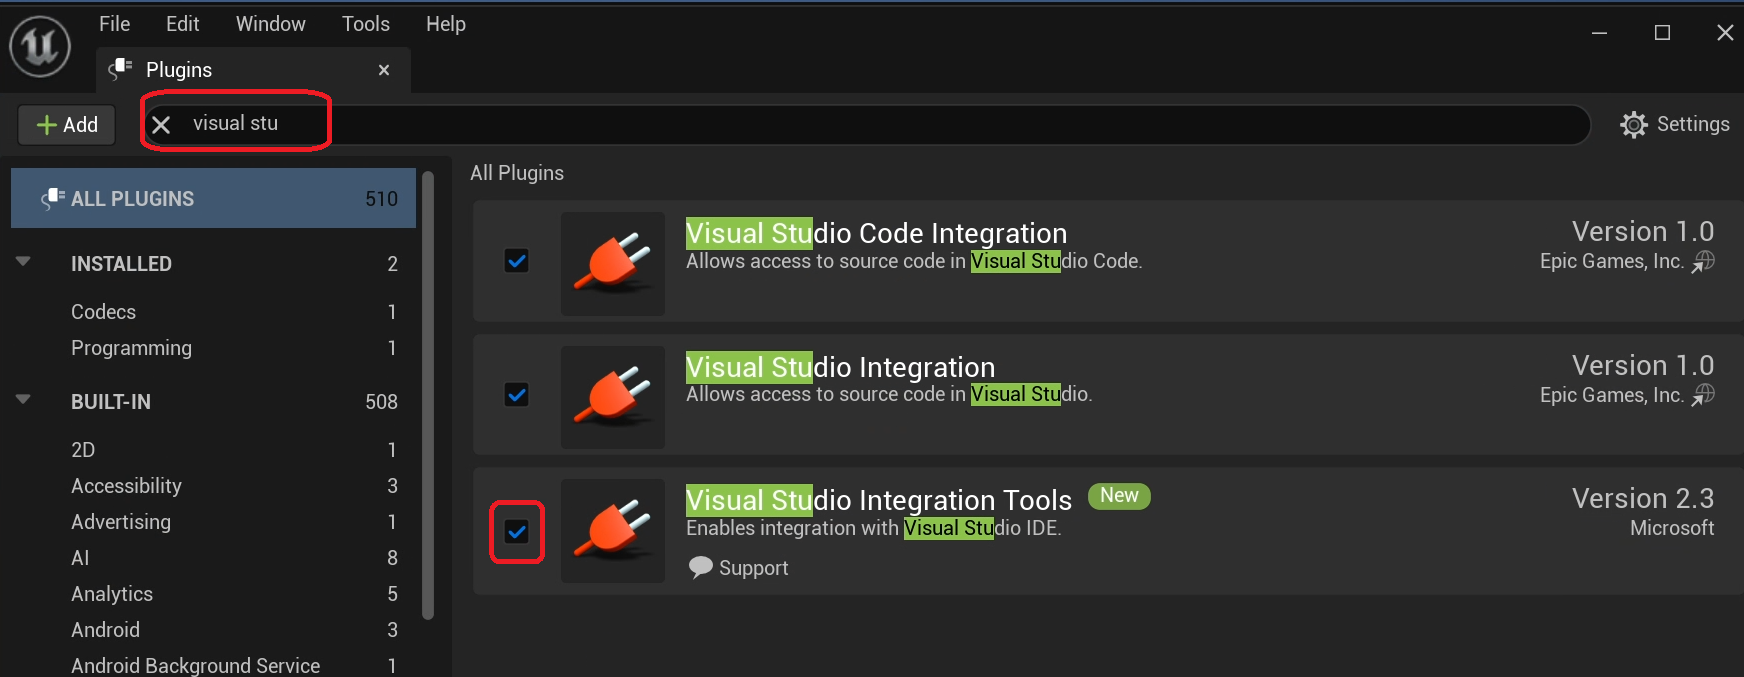 File Edit Window Tools Help
Plugins
Add
visual stu
Settings
ALL PLUGINS 510
INSTALLED 2
Codecs 1
Programming 1
BUILT-IN 508
2D 1
Accessibility 3
Advertising 1
AI 8
Analytics 5
Android 3
Android Background Service 1
All Plugins
Visual Studio Code Integration
Version 1.0
Allows access to source code in Visual Studio Code.
Epic Games, Inc.
Visual Studio Integration
Version 1.0
Allows access to source code in Visual Studio.
Epic Games, Inc.
Visual Studio Integration Tools New
Version 2.3
Enables integration with Visual Studio IDE.
Microsoft
Support